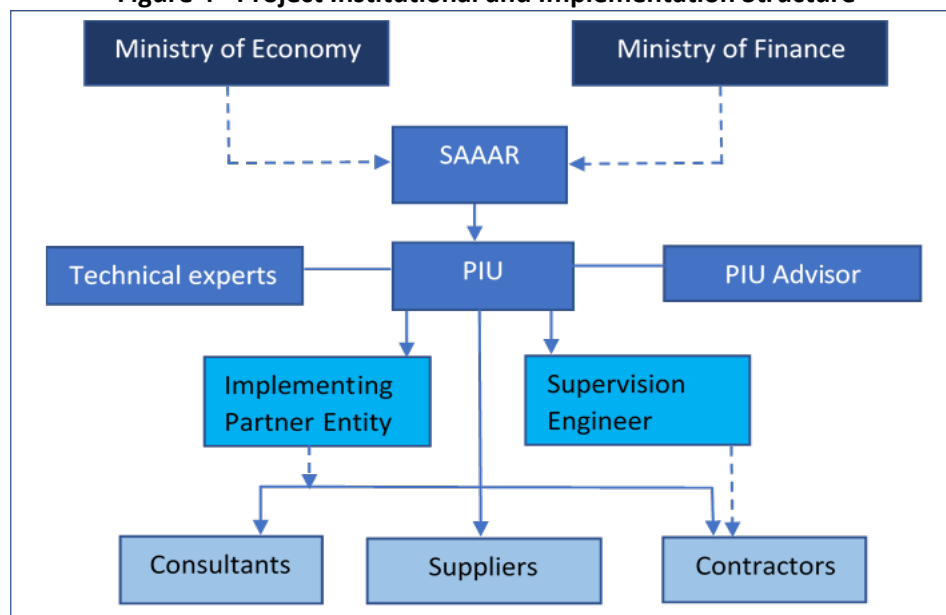 Ministry of Economy
Ministry of Finance
SAAAR
Technical experts
PIU
PIU Advisor
Implementing
Partner Entity
Supervision
Engineer
Consultants
Suppliers
Contractors